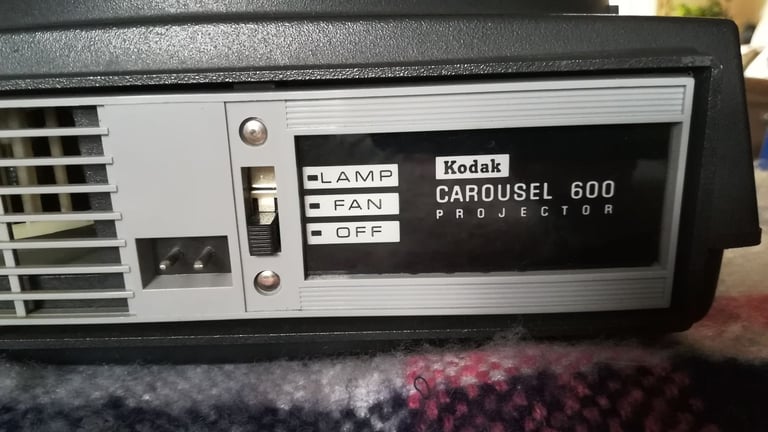 LAMP
FAN
OFF
Kodak
CAROUSEL 600
PROJECTOR